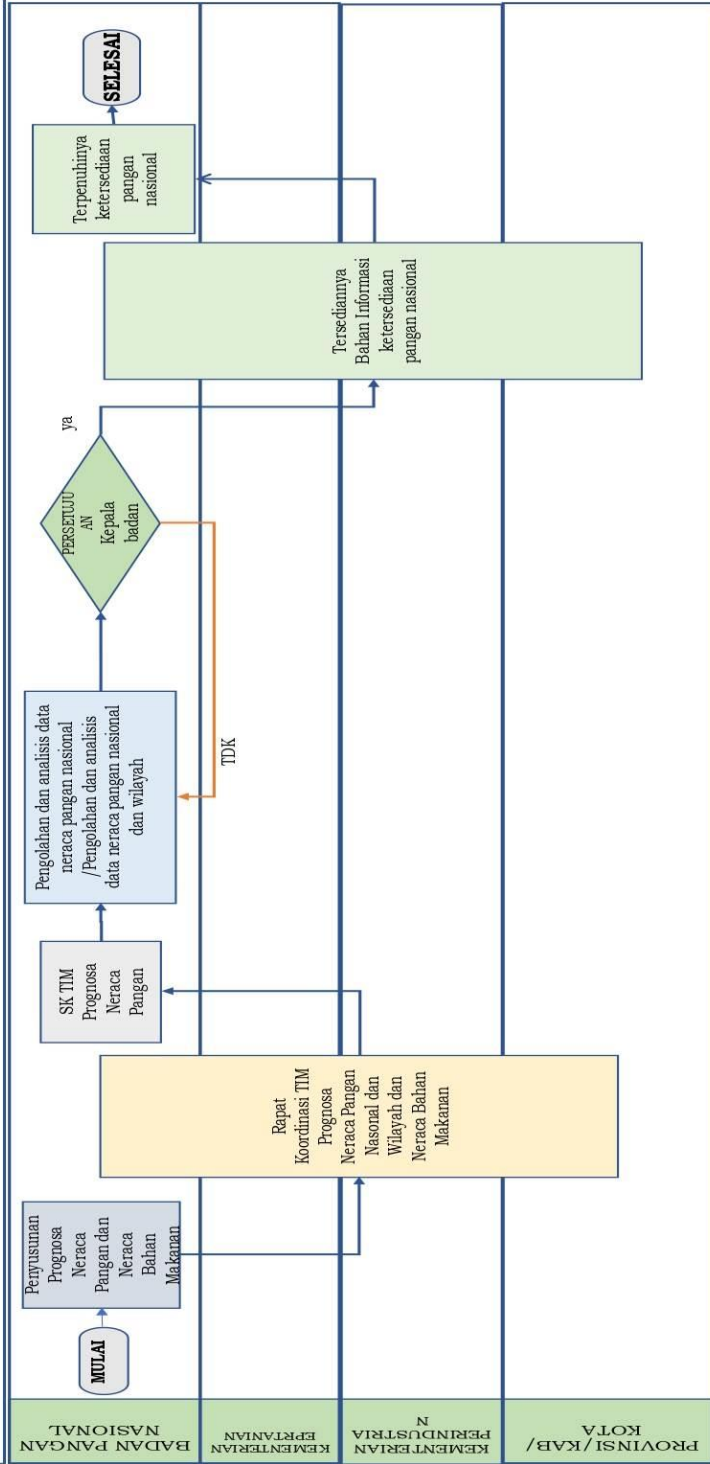 BADAN PANGAN
NASIONAL
KEMENTERIAN
EPRTANIAN
KEMENTERIAN
PERINDUSTRIA
N
PROVINSI/KAB/
KOTA
MULAI
Penyusunan
Prognosa
Neraca
Pangan dan
Neraca
Bahan
Makanan
Rapat
Koordinasi TIM
Prognosa
Neraca Pangan
Nasonal dan
Wilayah dan
Neraca Bahan
Makanan
SK TIM
Prognosa
Neraca
Pangan
Pengolahan dan analisis data
neraca pangan nasional
/Pengolahan dan analisis
data neraca pangan nasional
dan wilayah
TDK
PERSETUJU
AN
Kepala
badan
ya
Tersediannya
Bahan Informasi
ketersediaan
pangan nasional
Terpenuhinya
ketersediaan
pangan
nasional
SELESAI